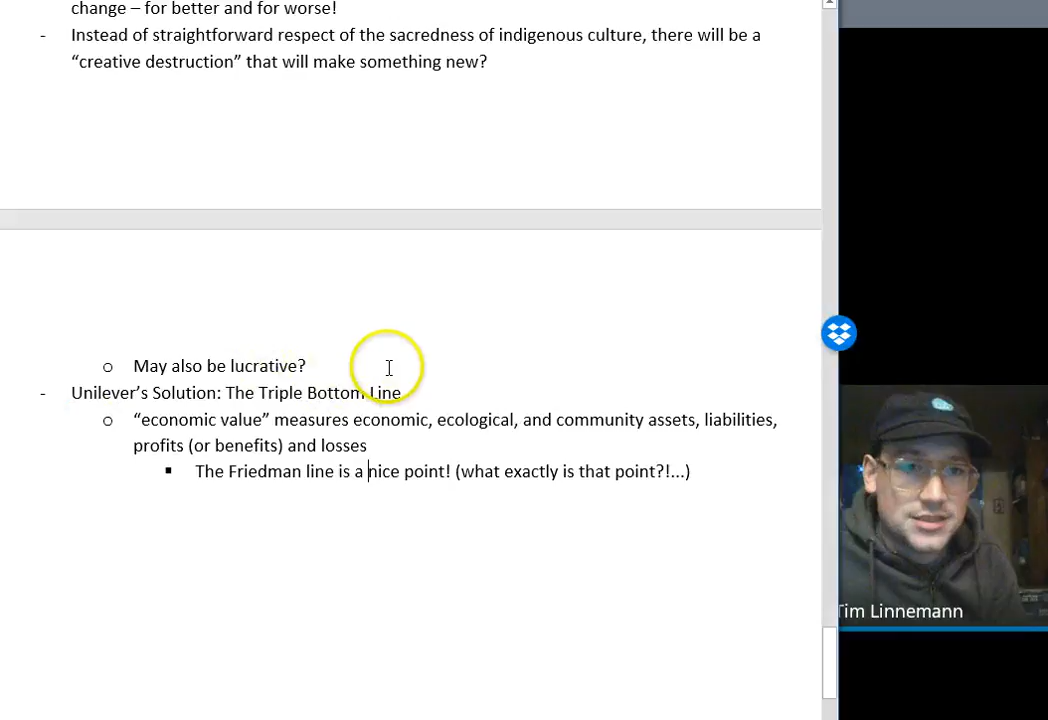 change – for better and for worse!
- Instead of straightforward respect of the sacredness of indigenous culture, there will be a
“creative destruction” that will make something new?
o May also be lucrative?
- Unilever’s Solution: The Triple Bottom Line
o “economic value” measures economic, ecological, and community assets, liabilities,
profits (or benefits) and losses
▪ The Friedman line is a nice point! (what exactly is that point?!...)
Tim Linnemann